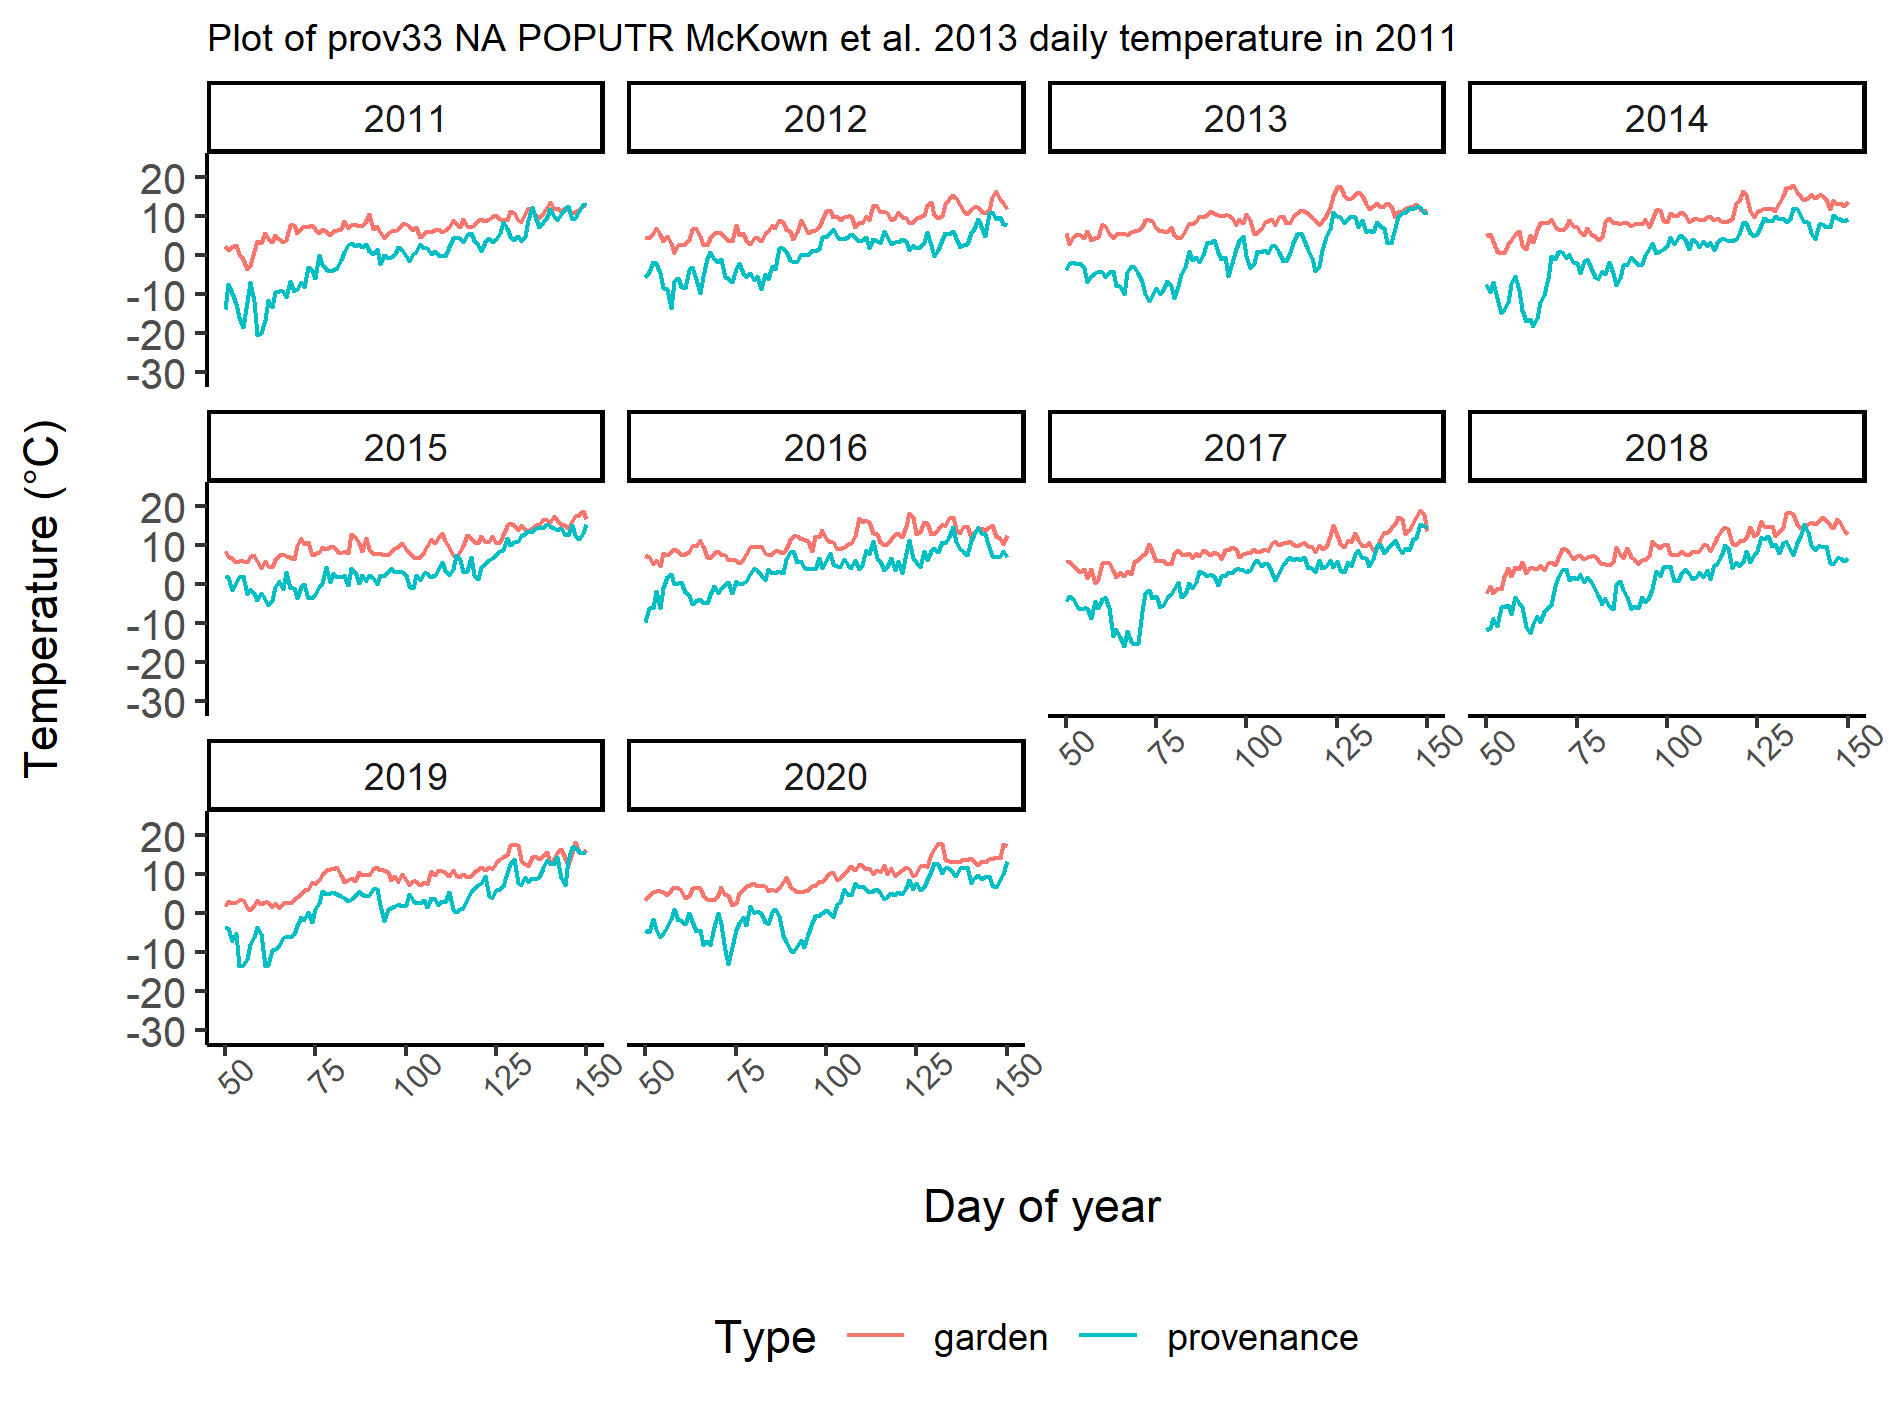 Plot of prov33 NA POPUTR McKown et al. 2013 daily temperature in 2011
2011 2012 2013 2014
20
10
0
-10
-20
-30
2015 2016 2017 2018
20
10
0
-10
-20
-30
50 75 100 125 150 50 75 100 125 150
2019 2020
20
10
0
-10
-20
-30
50 75 100 125 150 50 75 100 125 150
Temperature (°C)
Day of year
Type garden provenance